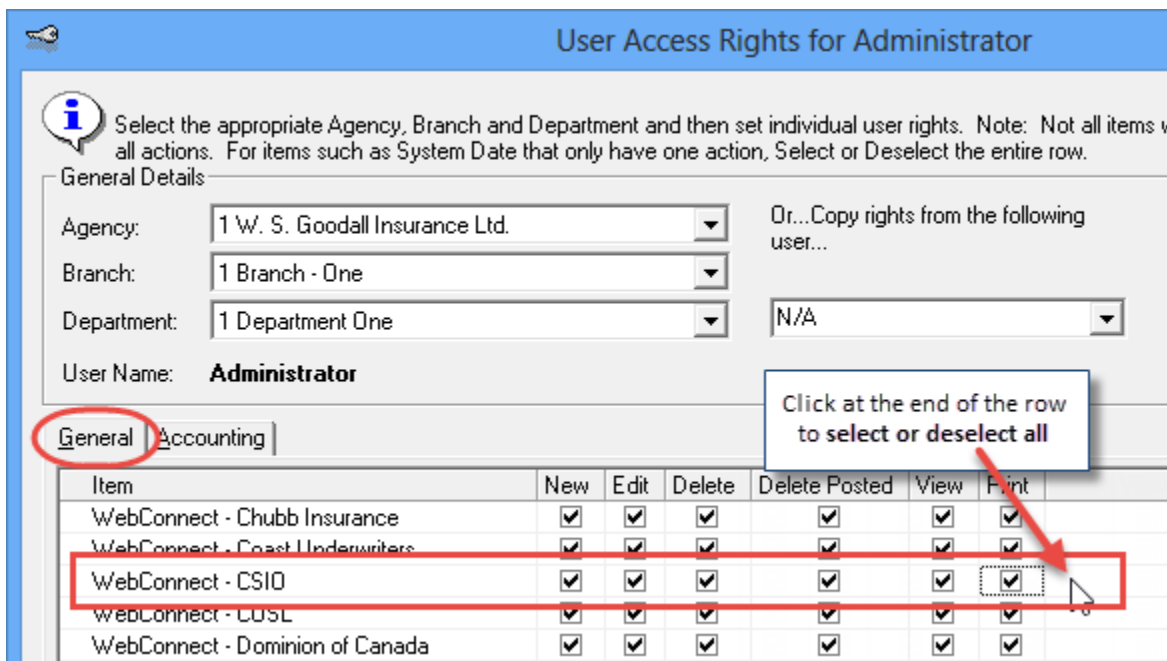 User Access Rights for Administrator
Select the appropriate Agency, Branch and Department and then set individual user rights. Note: Not all items
all actions. For items such as System Date that only have one action, Select or Deselect the entire row.
General Details
Agency:
1 W. S. Goodall Insurance Ltd.
Or...Copy rights from the following
user...
Branch:
1 Branch - One
Department:
1 Department One
N/A
User Name:
Administrator
Click at the end of the row
to select or deselect all
General
Accounting
Item New Edit Delete Delete Posted View Print
WebConnect - Chubb Insurance
WebConnect - Coast Underwriters
WebConnect - CSIO
WebConnect - COSL
WebConnect - Dominion of Canada